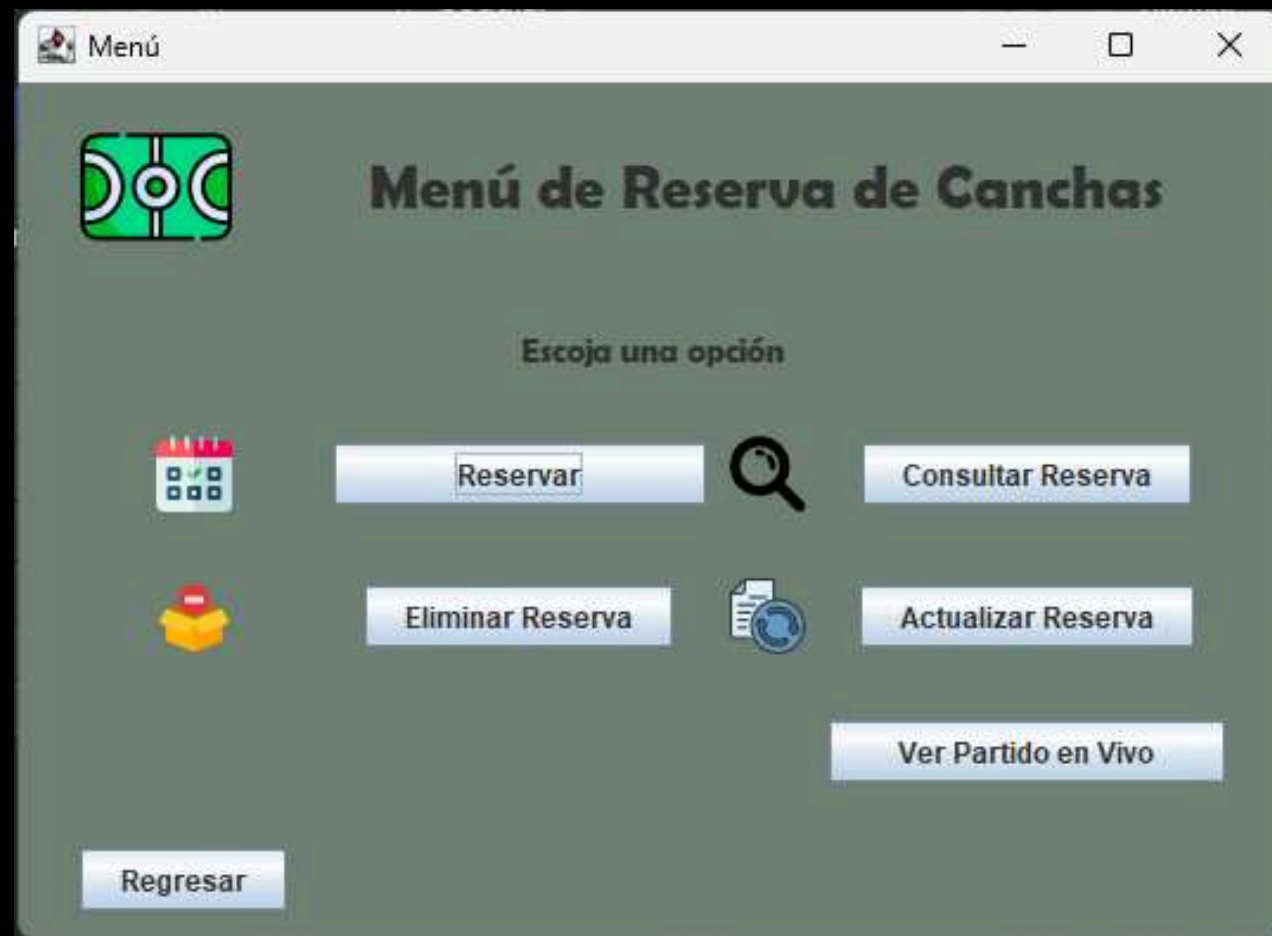 Menú
Menú de Reserva de Canchas
Escoja una opción
Reservar
Consultar Reserva
Eliminar Reserva
Actualizar Reserva
Ver Partido en Vivo
Regresar